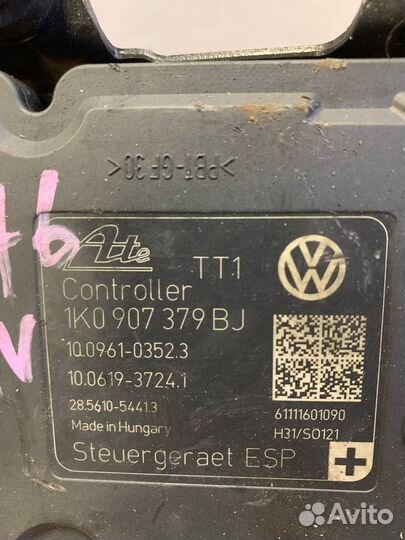 >PBT-GF30<
Ate
TT1
Controller
1K0 907 379 BJ
10.0961-0352.3
10.0619-3724.1
28.5610-5441.3
Made in Hungary
61111601090
H31/S0121
Steuergeraet ESP
Avito